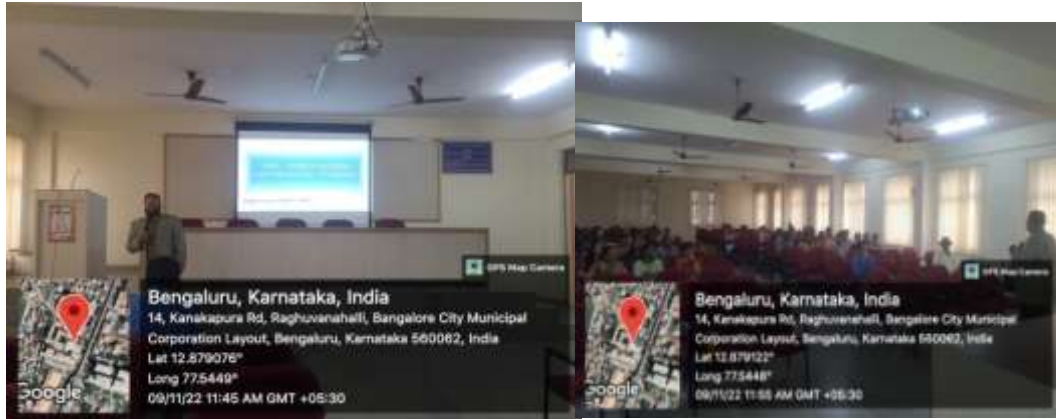 GPS Map Camera
Bengaluru, Karnataka, India
14, Kanakapura Rd, Raghuvanahalli, Bangalore City Municipal
Corporation Layout, Bengaluru, Karnataka 560062, India
Lat 12.879076°
Long 77.5449°
09/11/22 11:45 AM GMT +05:30
Google
GPS Map Camera
Bengaluru, Karnataka, India
14, Kanakapura Rd, Raghuvanahalli, Bangalore City Municipal
Corporation Layout, Bengaluru, Karnataka 560062, India
Lat 12.879122°
Long 77.5448°
09/11/22 11:55 AM GMT +05:30
Google